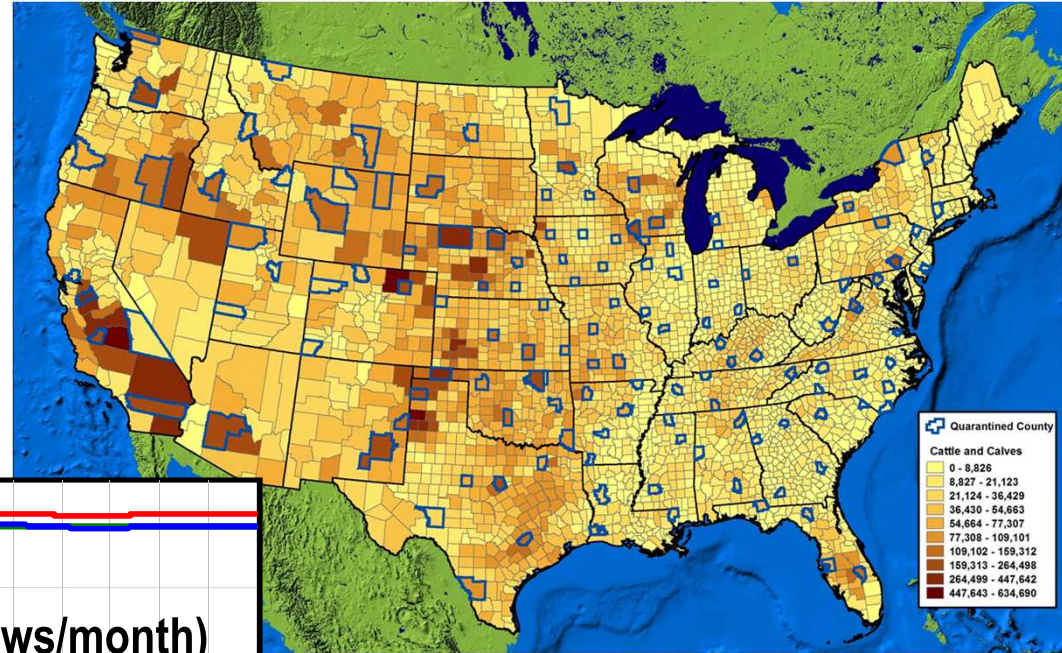 Quarantined County
Cattle and Calves
0 - 8,826
8,827 - 21,123
21,124 - 36,429
36,430 - 54,663
54,664 - 77,307
77,308 - 109,101
109,102 - 159,312
159,313 - 264,498
264,499 - 447,642
447,643 - 634,690
ws/month)